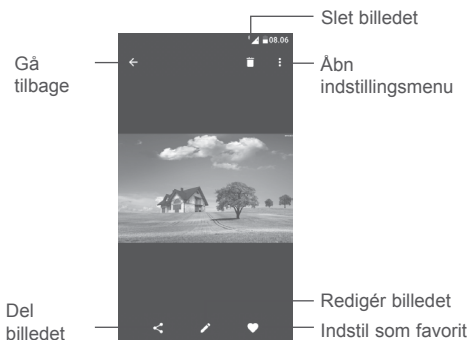 Slet billedet
08.06
Gå
tilbage
Åbn
indstillingsmenu
Redigér billedet
Del
billedet
Indstil som favorit